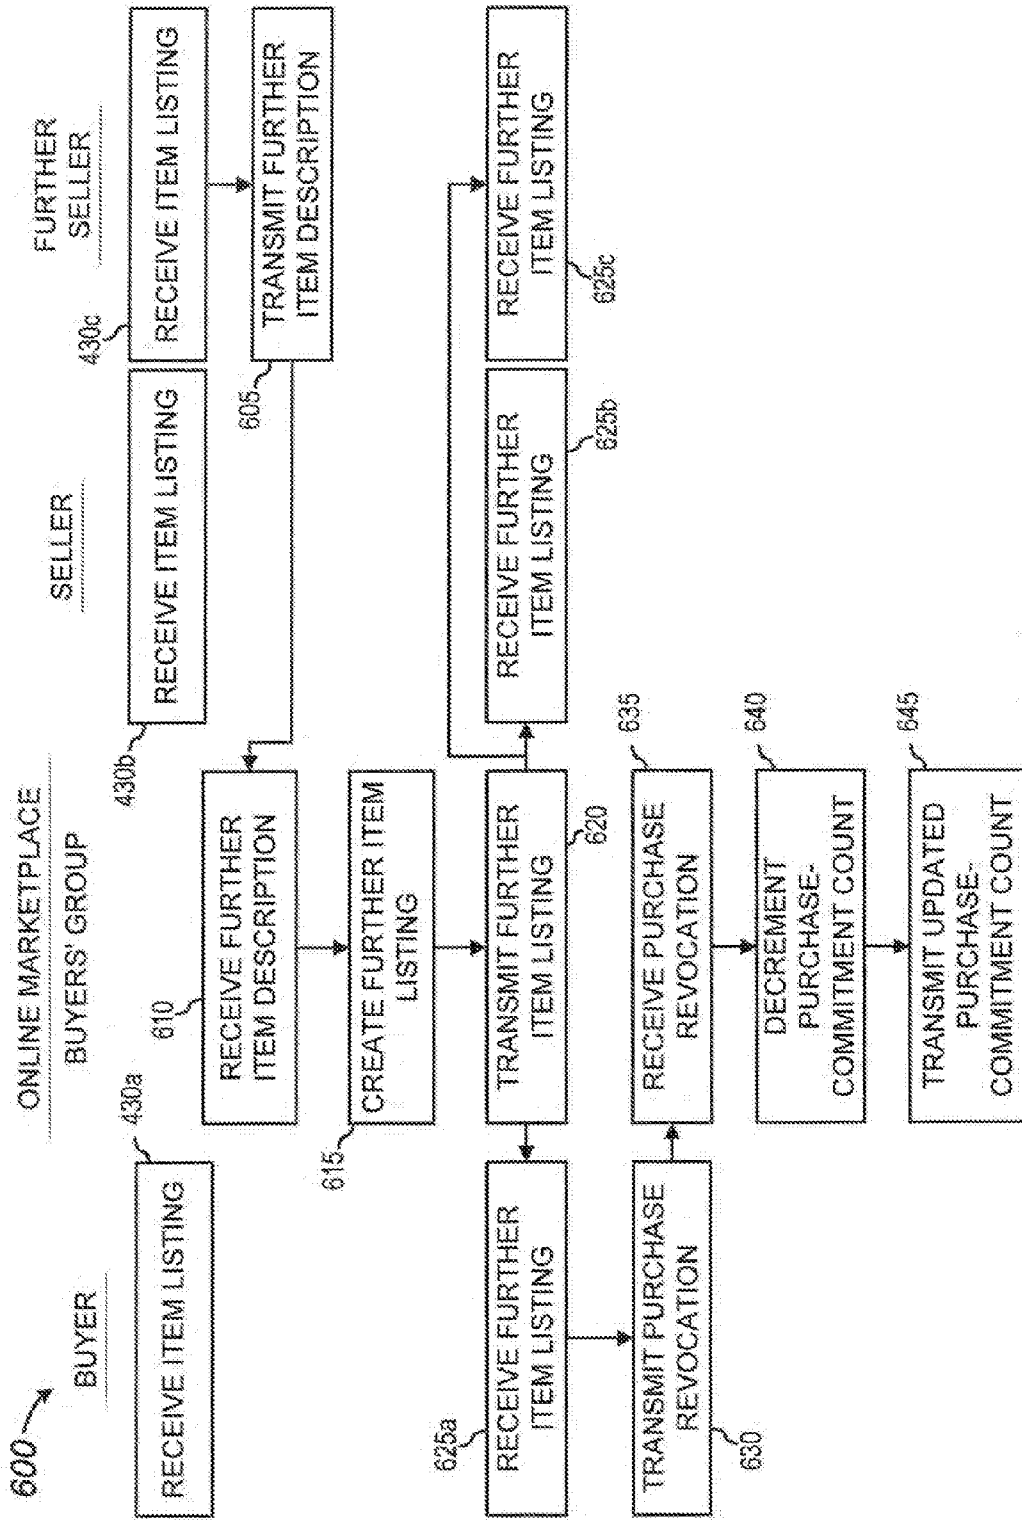 600
BUYER
ONLINE MARKETPLACE
BUYERS' GROUP
SELLER
FURTHER
SELLER
430a
RECEIVE ITEM LISTING
430b
RECEIVE ITEM LISTING
430c
RECEIVE ITEM LISTING
605
TRANSMIT FURTHER
ITEM DESCRIPTION
610
RECEIVE FURTHER
ITEM DESCRIPTION
615
CREATE FURTHER ITEM
LISTING
620
TRANSMIT FURTHER
ITEM LISTING
625a
RECEIVE FURTHER
ITEM LISTING
625b
RECEIVE FURTHER
ITEM LISTING
625c
RECEIVE FURTHER
ITEM LISTING
630
TRANSMIT PURCHASE
REVOCATION
635
RECEIVE PURCHASE
REVOCATION
640
DECREMENT
PURCHASE-
COMMITMENT COUNT
645
TRANSMIT UPDATED
PURCHASE-
COMMITMENT COUNT